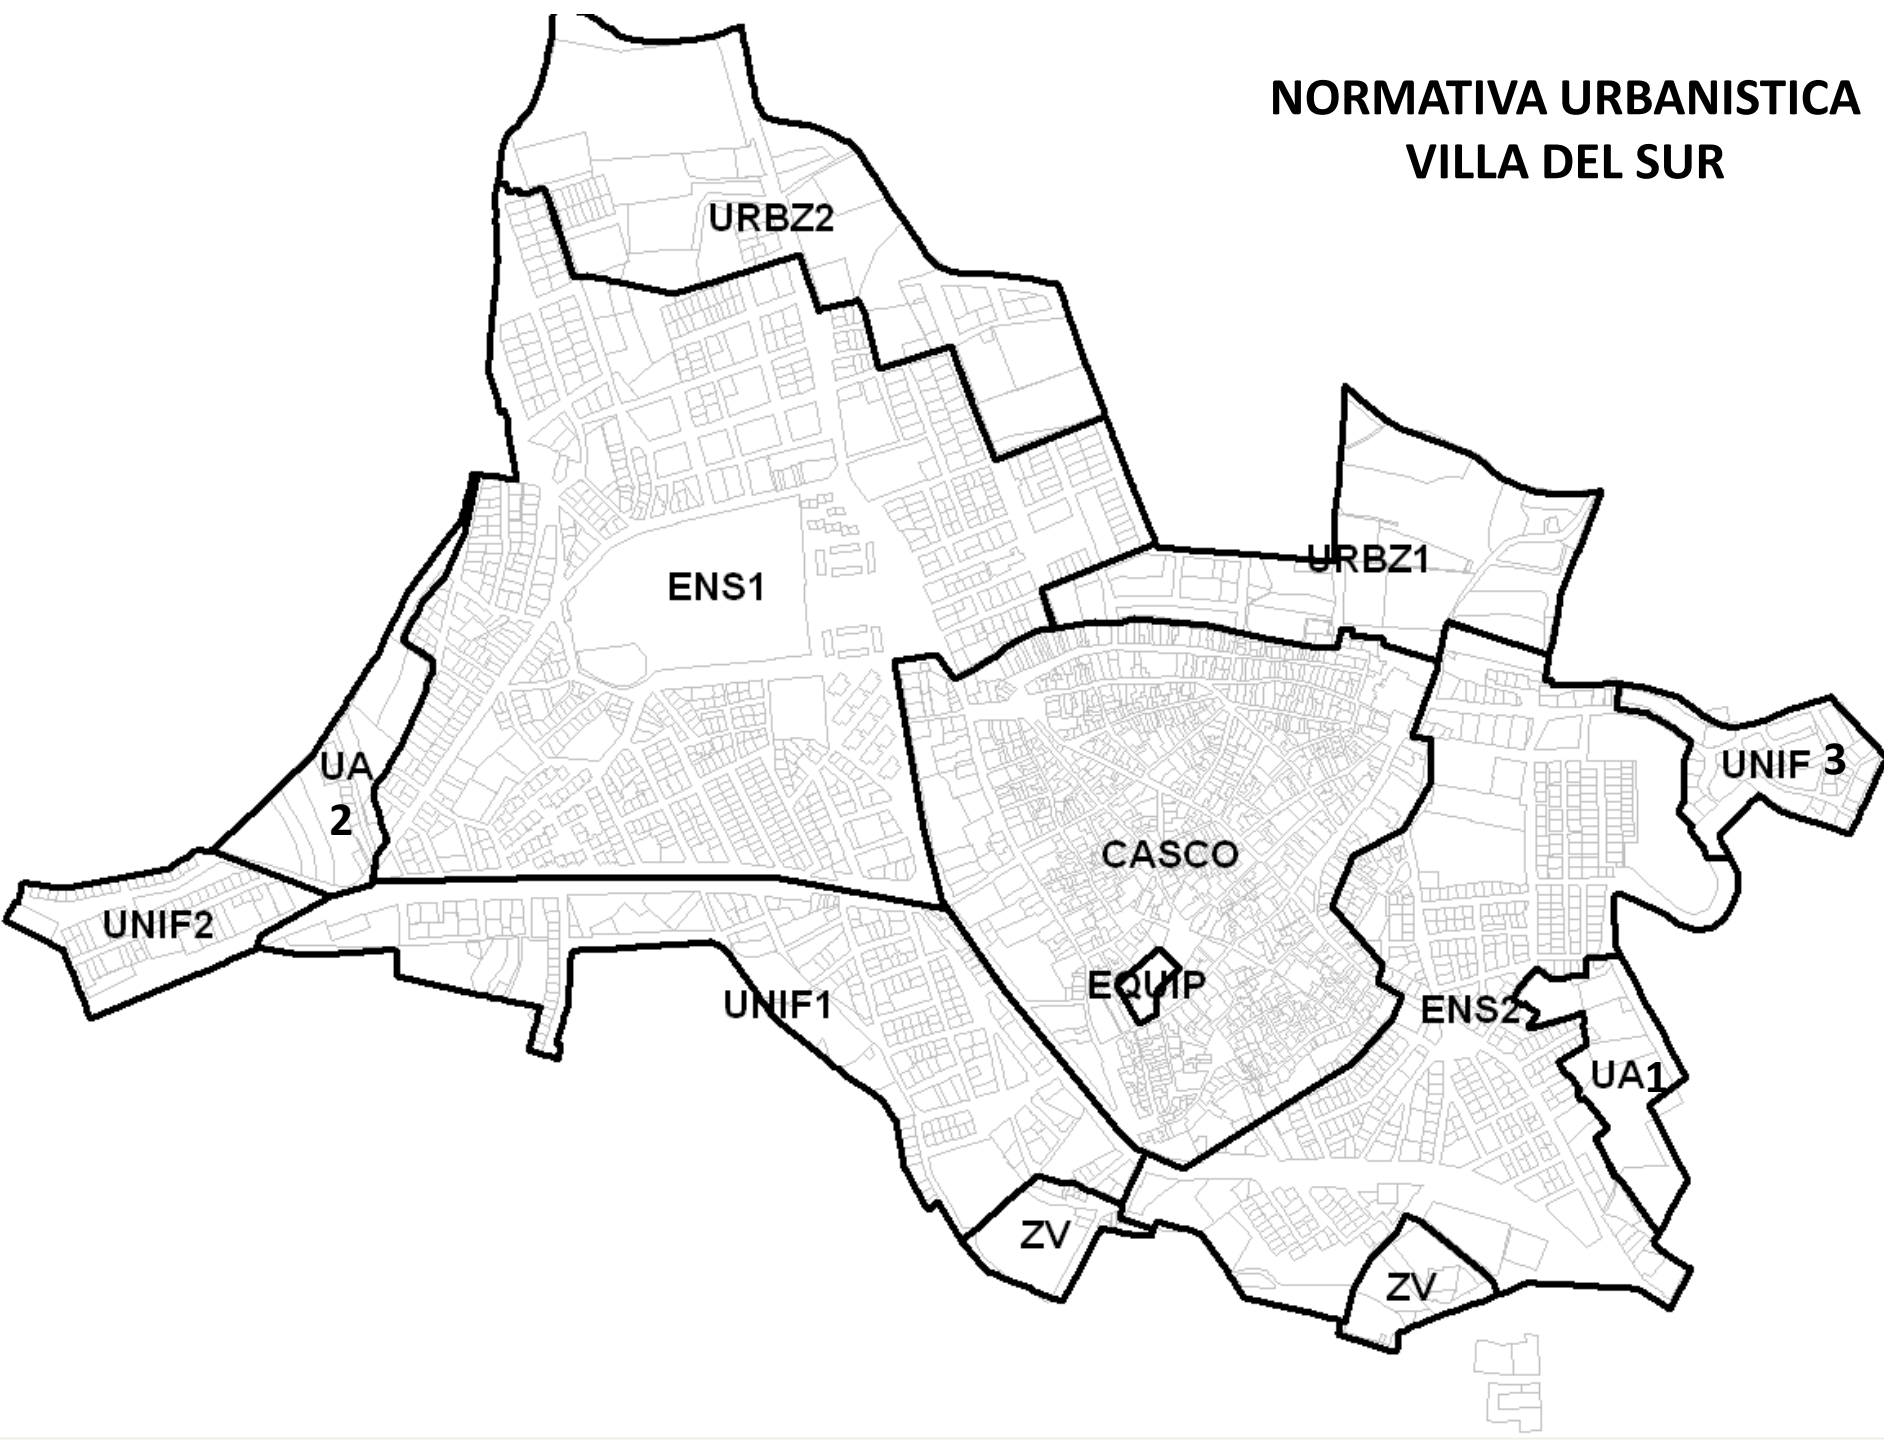 NORMATIVA URBANISTICA
VILLA DEL SUR
URBZ2
URBZ1
ENS1
UA
2
UNIF 3
CASCO
UNIF2
EQUIP
UNIF1
ENS2
UA1
ZV
ZV